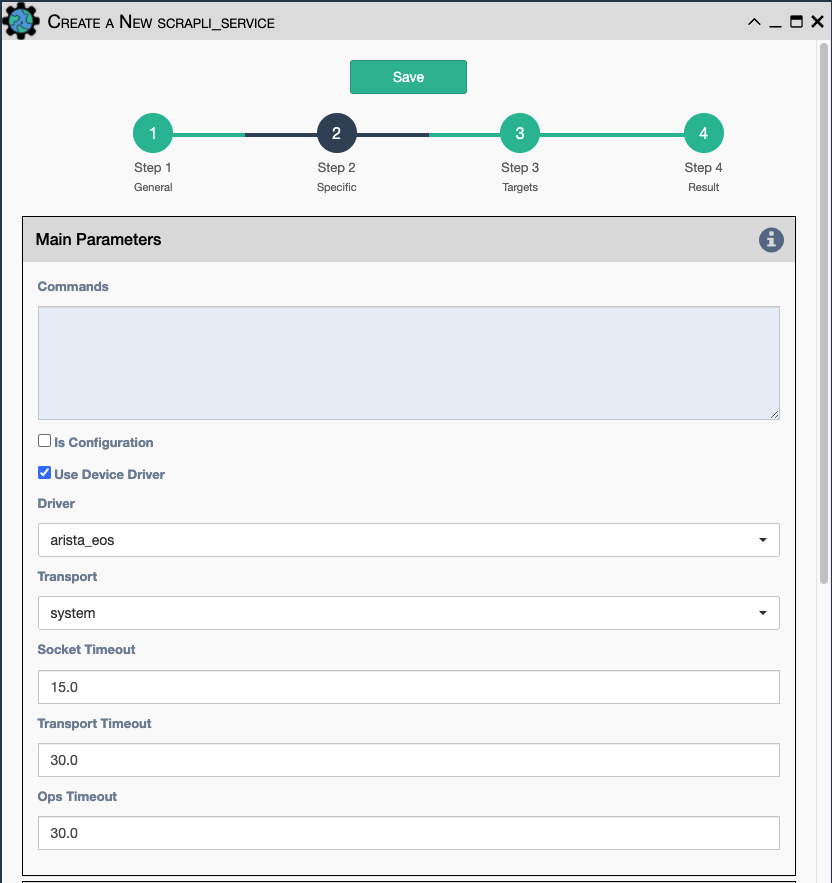 Create a New scrapli_service
Save
1
2
3
4
Step 1
Step 2
Step 3
Step 4
General
Specific
Targets
Result
Main Parameters
Commands
Is Configuration
Use Device Driver
Driver
arista_eos
Transport
system
Socket Timeout
15.0
Transport Timeout
30.0
Ops Timeout
30.0